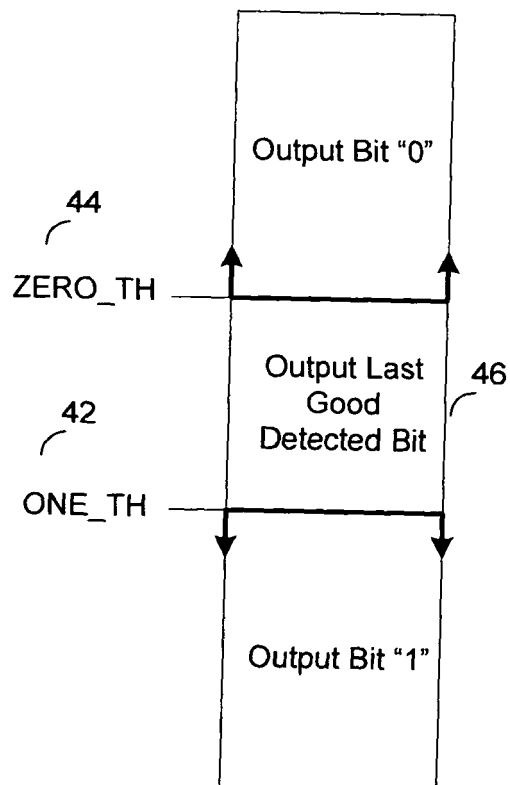 Output Bit “0”
44
ZERO_TH
Output Last
Good
Detected Bit
46
42
ONE_TH
Output Bit “1”